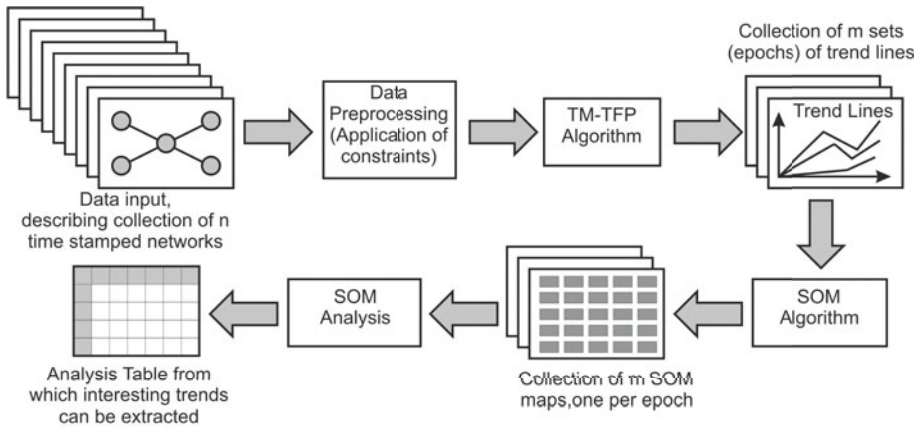 Collection of m sets
(epochs) of trend lines
Data
Preprocessing
(Application of
constraints)
TM-TFP
Algorithm
Trend Lines
Data input,
describing collection of n
time stamped networks
SOM
Analysis
SOM
Algorithm
Analysis Table from
which interesting trends
can be extracted
Collection of m SOM
maps,one per epoch